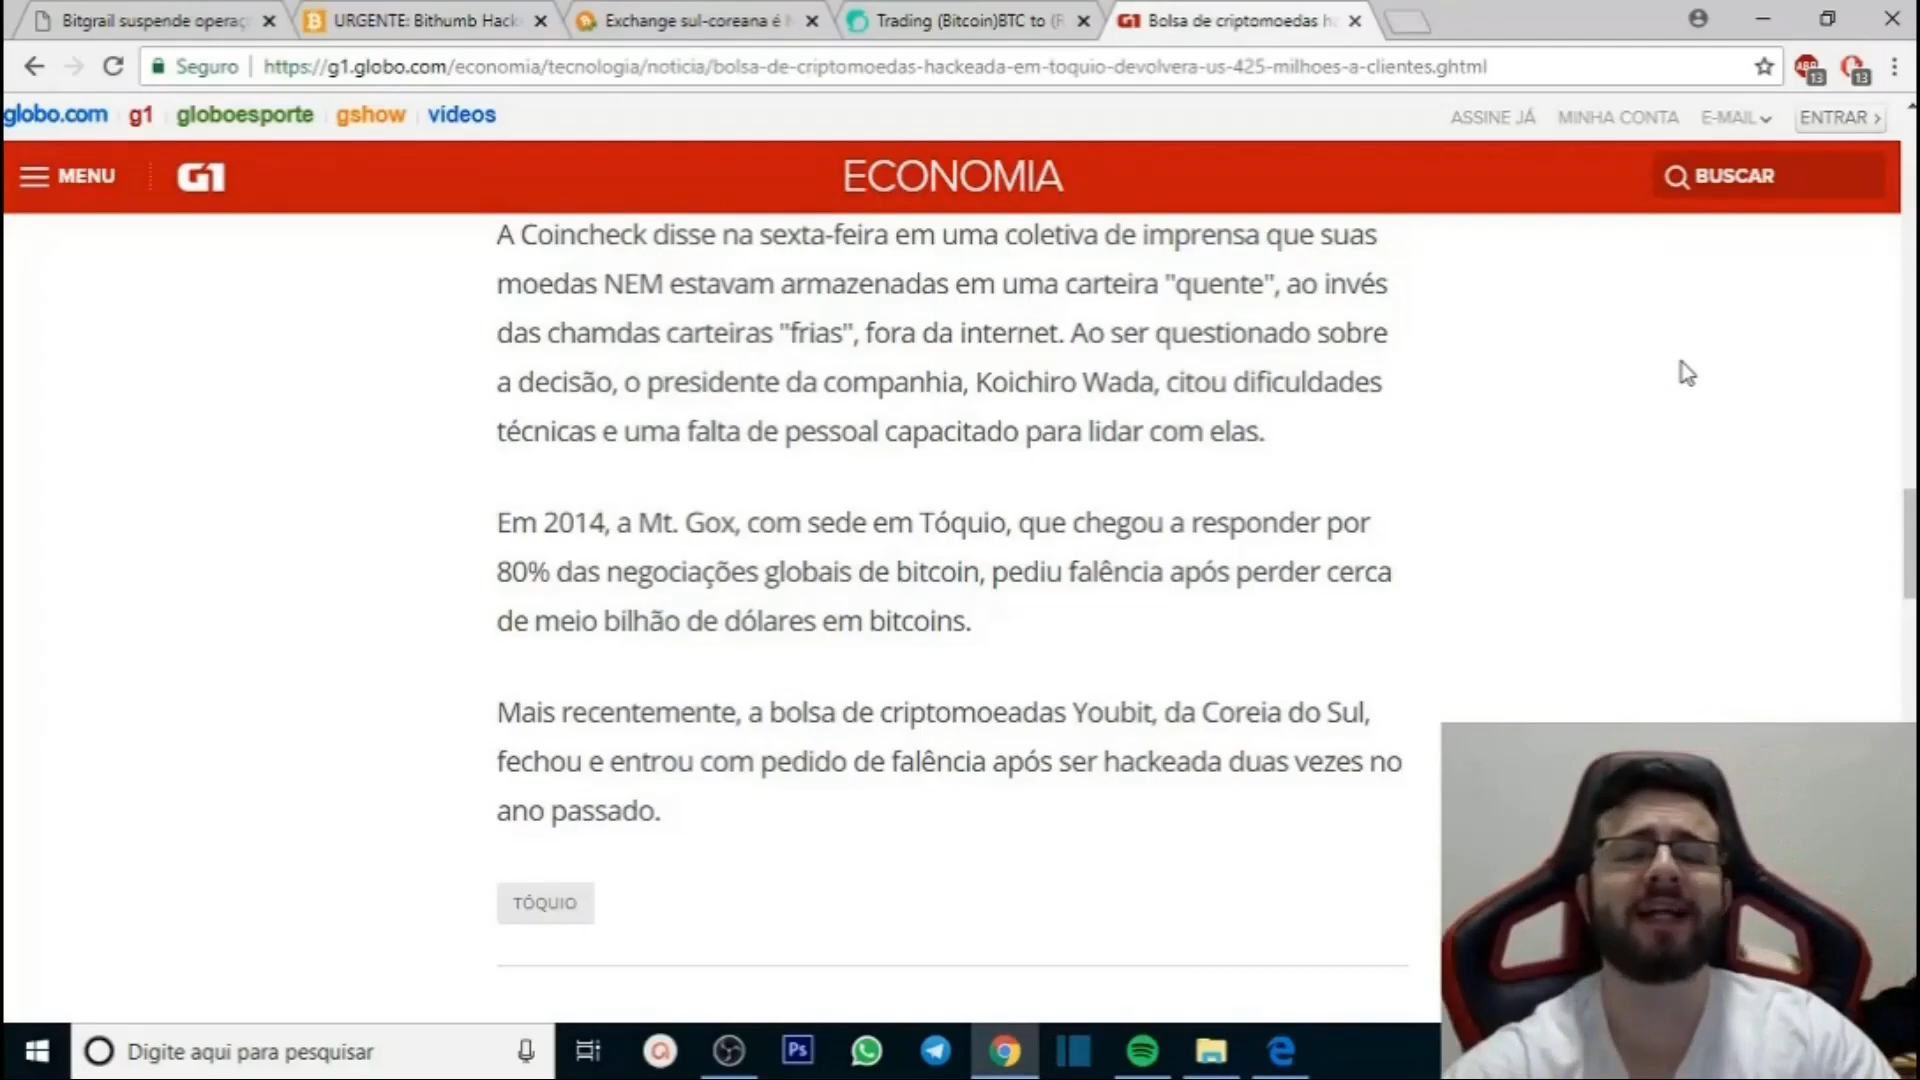 Bitgrail suspende operaç
URGENTE: Bithumb Hack
Exchange sul-coreana é
Trading (Bitcoin)BTC to (
Bolsa de criptomoedas ha
Seguro
https://g1.globo.com/economia/tecnologia/noticia/bolsa-de-criptomoedas-hackeada-em-toquio-devolvera-us-425-milhoes-a-clientes.ghtml
ABP
13
13
globo.com g1 globoesporte gshow vídeos
ASSINE JÁ MINHA CONTA E-MAIL ENTRAR ›
MENU
G1
ECONOMIA
BUSCAR
A Coincheck disse na sexta-feira em uma coletiva de imprensa que suas
moedas NEM estavam armazenadas em uma carteira "quente", ao invés
das chamdas carteiras "frias", fora da internet. Ao ser questionado sobre
a decisão, o presidente da companhia, Koichiro Wada, citou dificuldades
técnicas e uma falta de pessoal capacitado para lidar com elas.
Em 2014, a Mt. Gox, com sede em Tóquio, que chegou a responder por
80% das negociações globais de bitcoin, pediu falência após perder cerca
de meio bilhão de dólares em bitcoins.
Mais recentemente, a bolsa de criptomoeadas Youbit, da Coreia do Sul,
fechou e entrou com pedido de falência após ser hackeada duas vezes no
ano passado.
TÓQUIO
Digite aqui para pesquisar
Ps